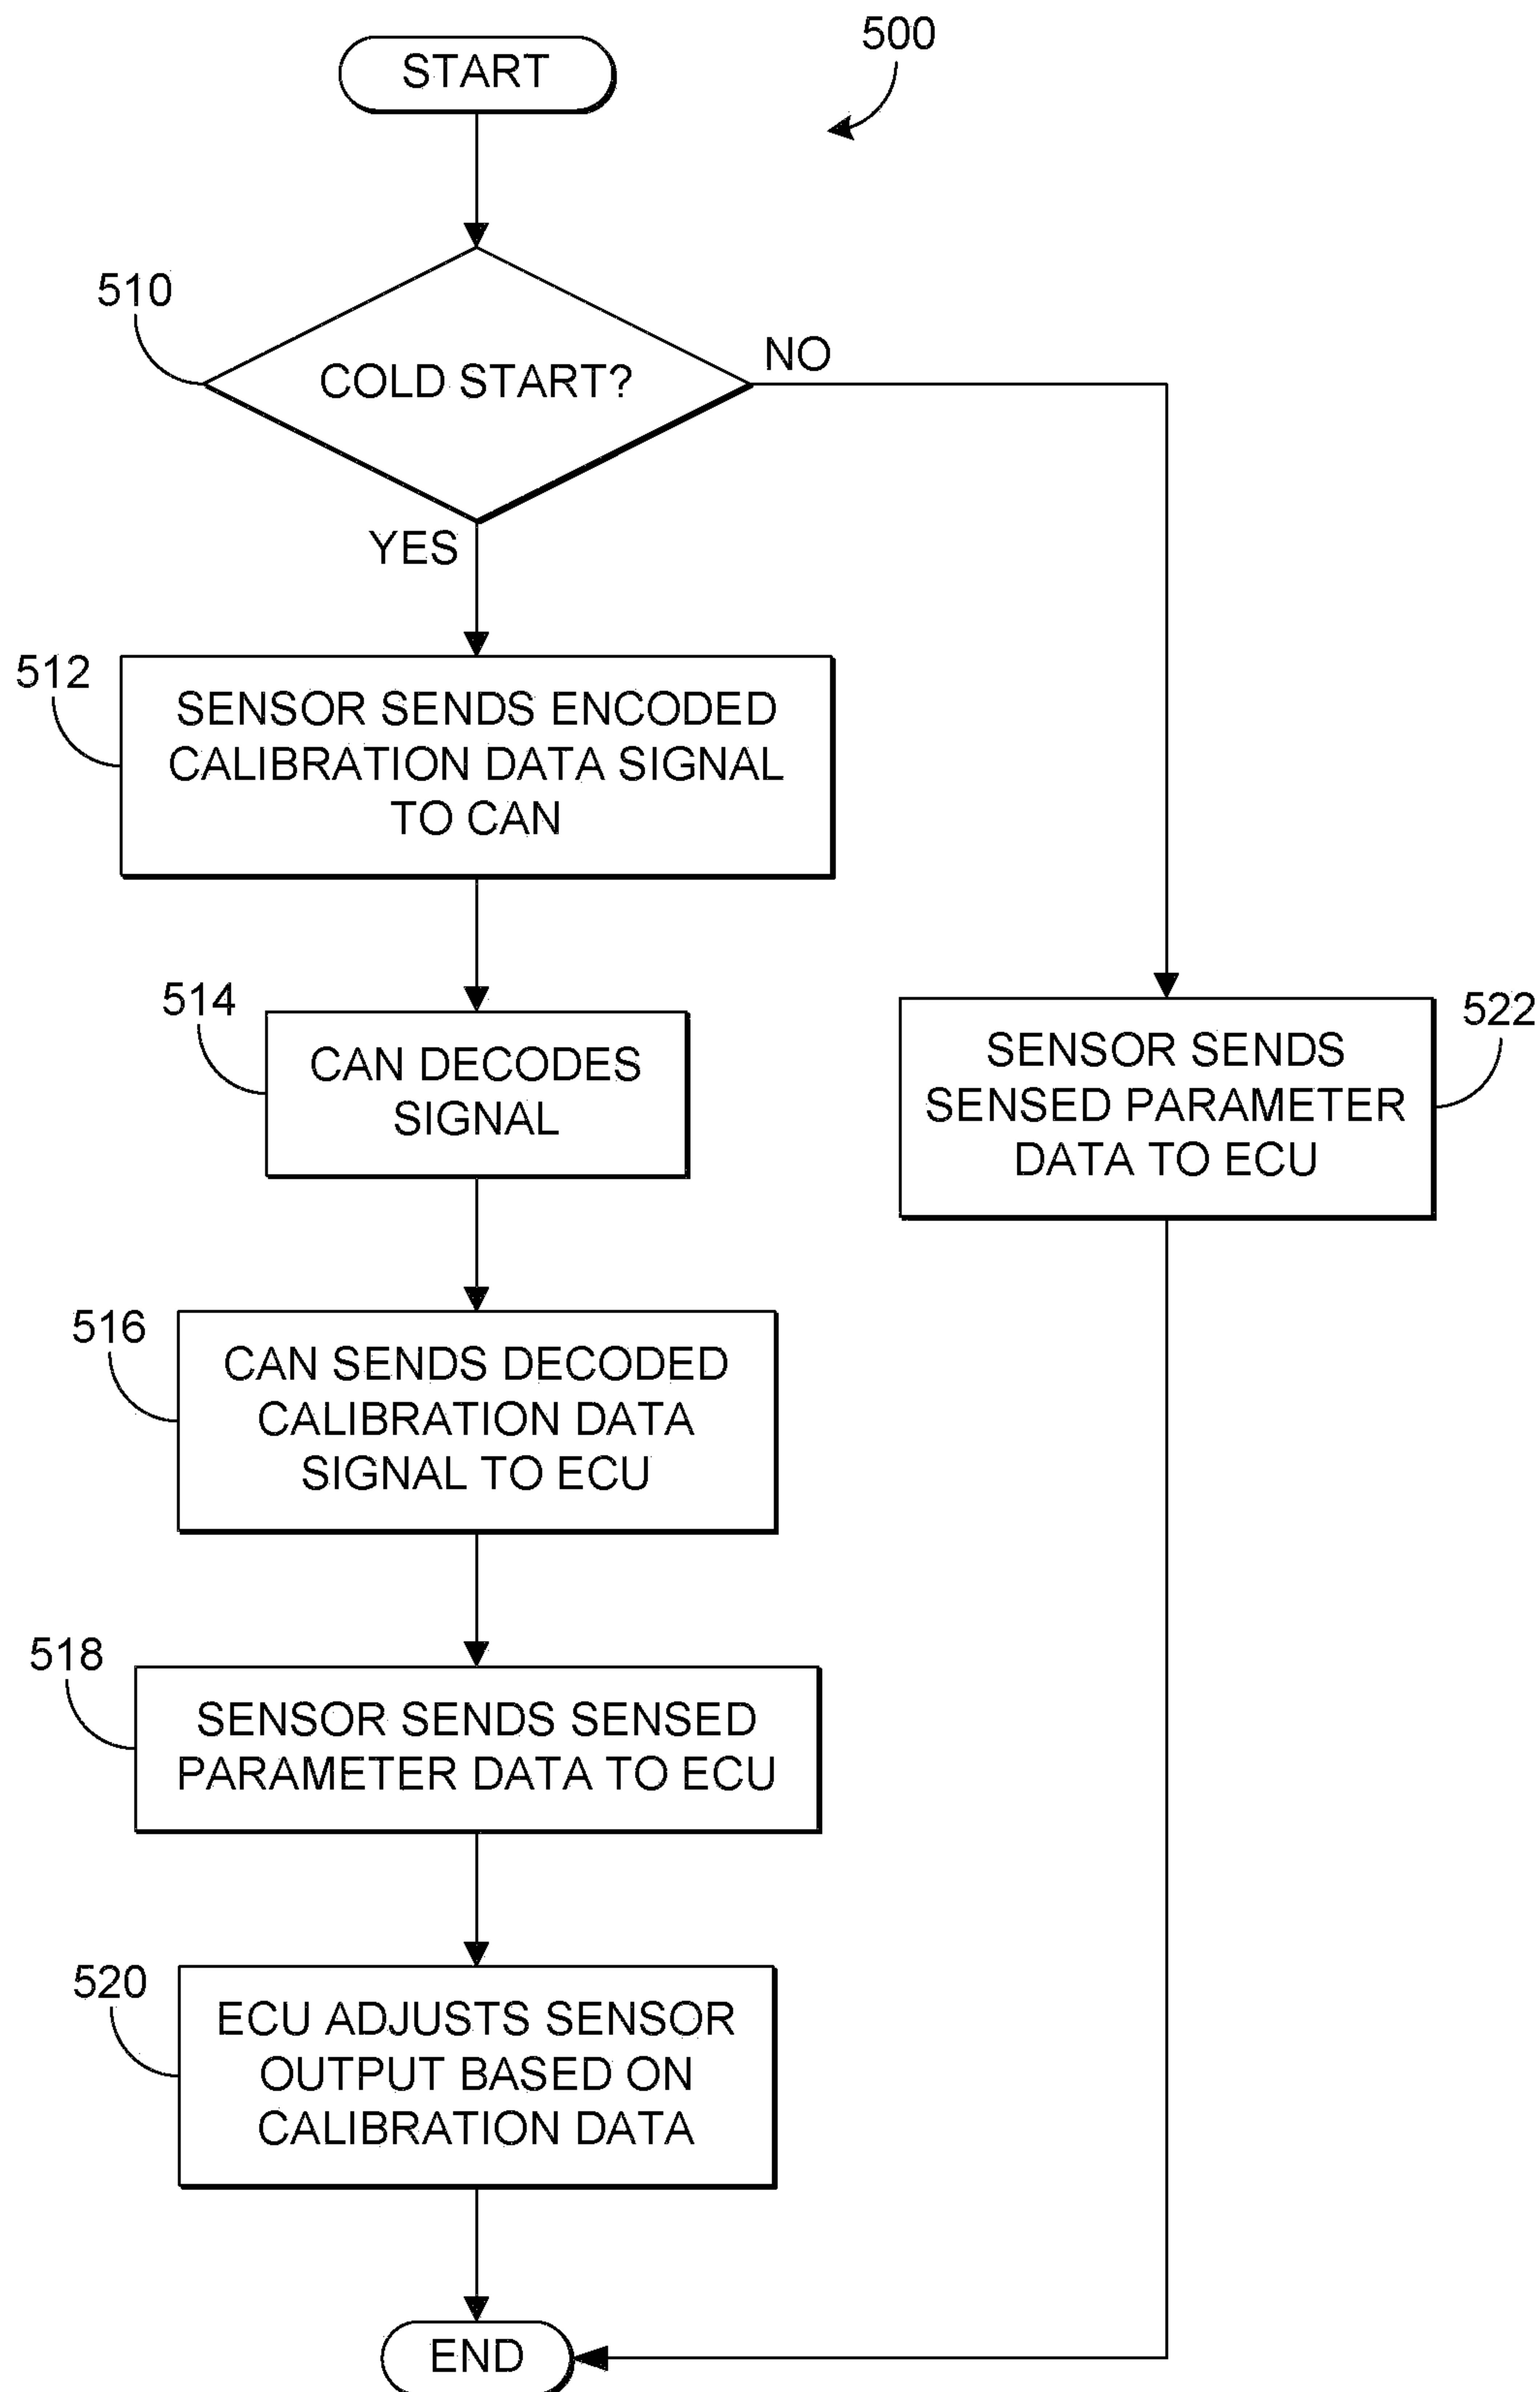 START
500
510
COLD START?
NO
YES
512
SENSOR SENDS ENCODED
CALIBRATION DATA SIGNAL
TO CAN
514
CAN DECODES
SIGNAL
522
SENSOR SENDS
SENSED PARAMETER
DATA TO ECU
516
CAN SENDS DECODED
CALIBRATION DATA
SIGNAL TO ECU
518
SENSOR SENDS SENSED
PARAMETER DATA TO ECU
520
ECU ADJUSTS SENSOR
OUTPUT BASED ON
CALIBRATION DATA
END